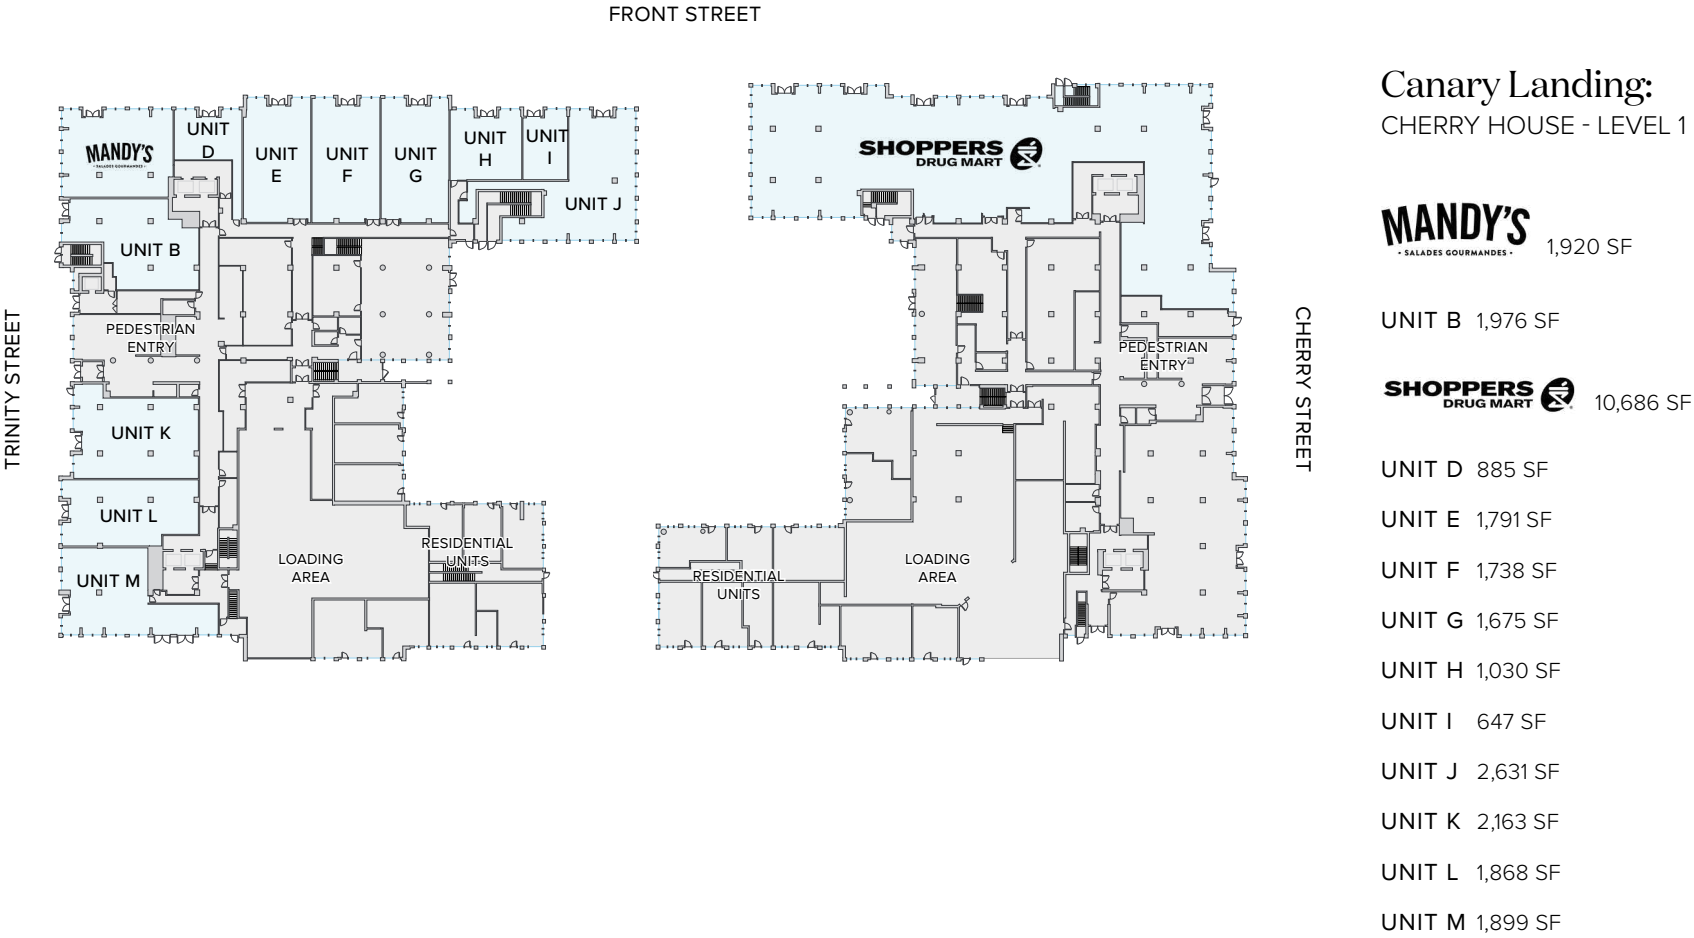 FRONT STREET
Canary Landing:
CHERRY HOUSE - LEVEL 1
MANDY'S
• SALADES GOURMANDES •
1,920 SF
UNIT B 1,976 SF
SHOPPERS
DRUG MART
10,686 SF
UNIT D 885 SF
UNIT E 1,791 SF
UNIT F 1,738 SF
UNIT G 1,675 SF
UNIT H 1,030 SF
UNIT I 647 SF
UNIT J 2,631 SF
UNIT K 2,163 SF
UNIT L 1,868 SF
UNIT M 1,899 SF
TRINITY STREET
CHERRY STREET
MANDY'S
• SALADES GOURMANDES •
UNIT
D
UNIT
E
UNIT
F
UNIT
G
UNIT
H
UNIT
I
UNIT J
UNIT B
PEDESTRIAN
ENTRY
UNIT K
UNIT L
UNIT M
LOADING
AREA
RESIDENTIAL
UNITS
SHOPPERS
DRUG MART
PEDESTRIAN
ENTRY
LOADING
AREA
RESIDENTIAL
UNITS